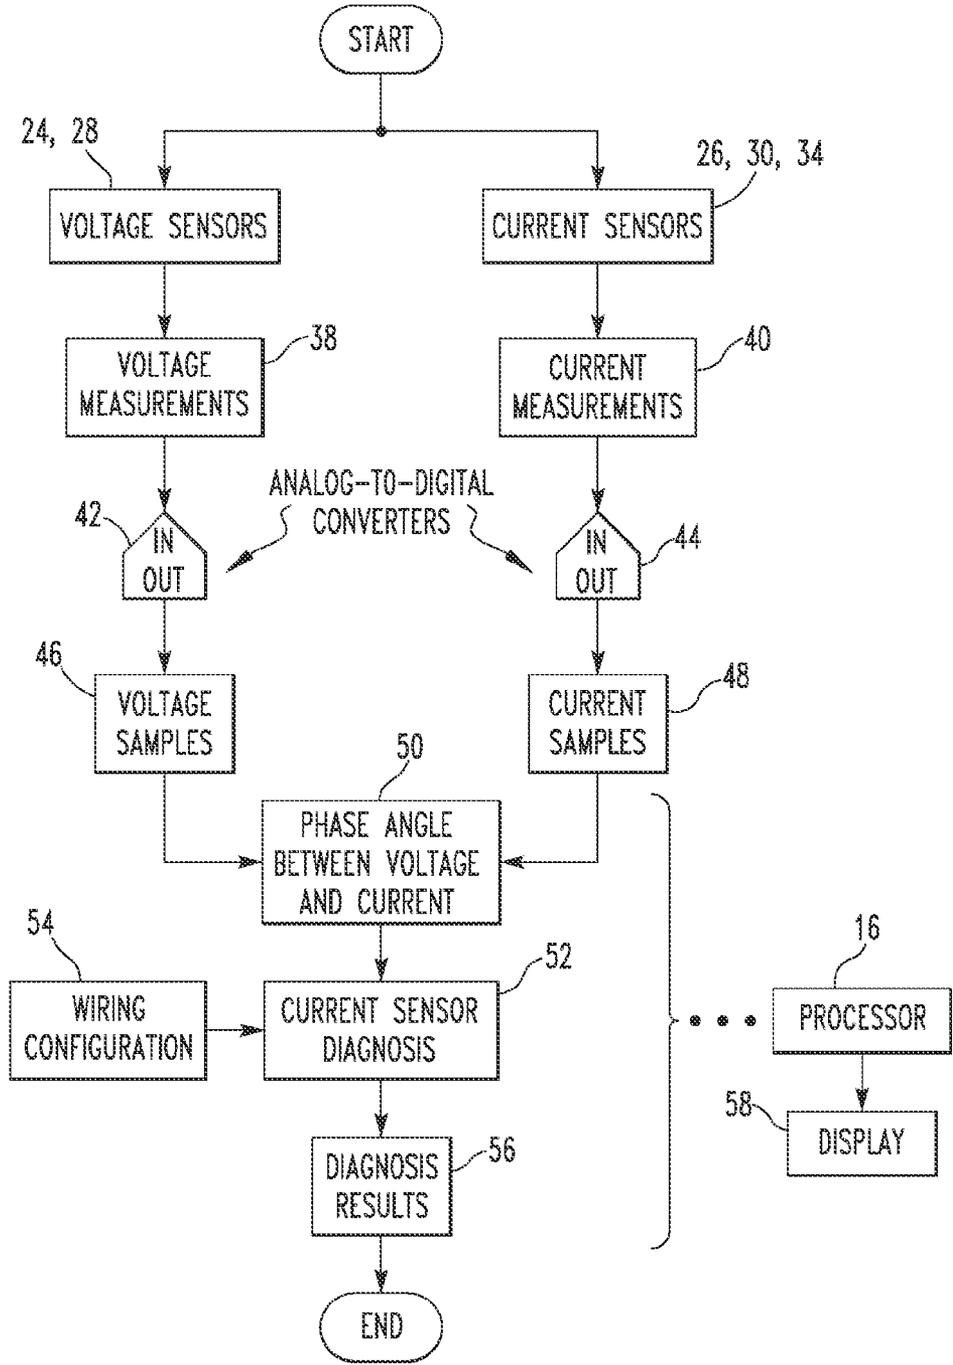 START
24, 28
26, 30, 34
VOLTAGE SENSORS
CURRENT SENSORS
38
40
VOLTAGE
MEASUREMENTS
CURRENT
MEASUREMENTS
ANALOG-TO-DIGITAL
CONVERTERS
42
IN
OUT
44
IN
OUT
46
VOLTAGE
SAMPLES
48
CURRENT
SAMPLES
50
PHASE ANGLE
BETWEEN VOLTAGE
AND CURRENT
54
WIRING
CONFIGURATION
52
CURRENT SENSOR
DIAGNOSIS
16
PROCESSOR
58
DISPLAY
56
DIAGNOSIS
RESULTS
END